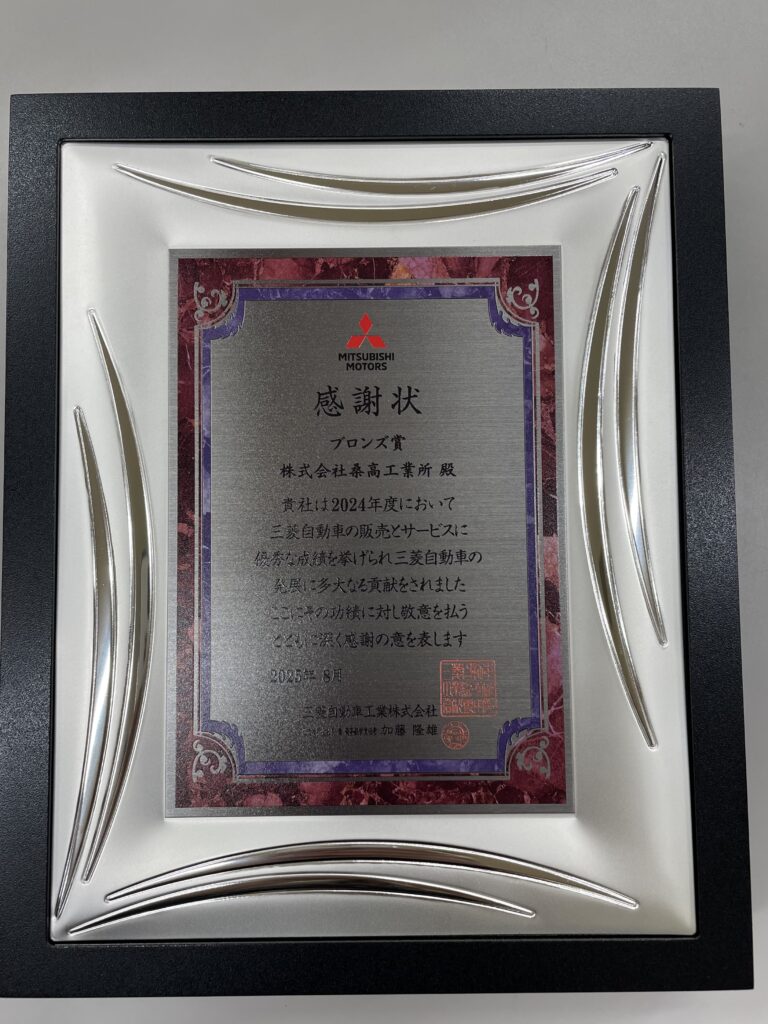 MITSUBISHI
MOTORS
感謝状
ブロンズ賞
株式会社桑高工業所 殿
貴社は2024年度において
三菱自動車の販売とサービスに
優秀な成績を挙げられ三菱自動車の
発展に多大なる貢献をされました
ここにその功績に対し敬意を払う
とともに深く感謝の意を表します
2025年 8月
三菱自動車工業株式会社
加藤 隆雄